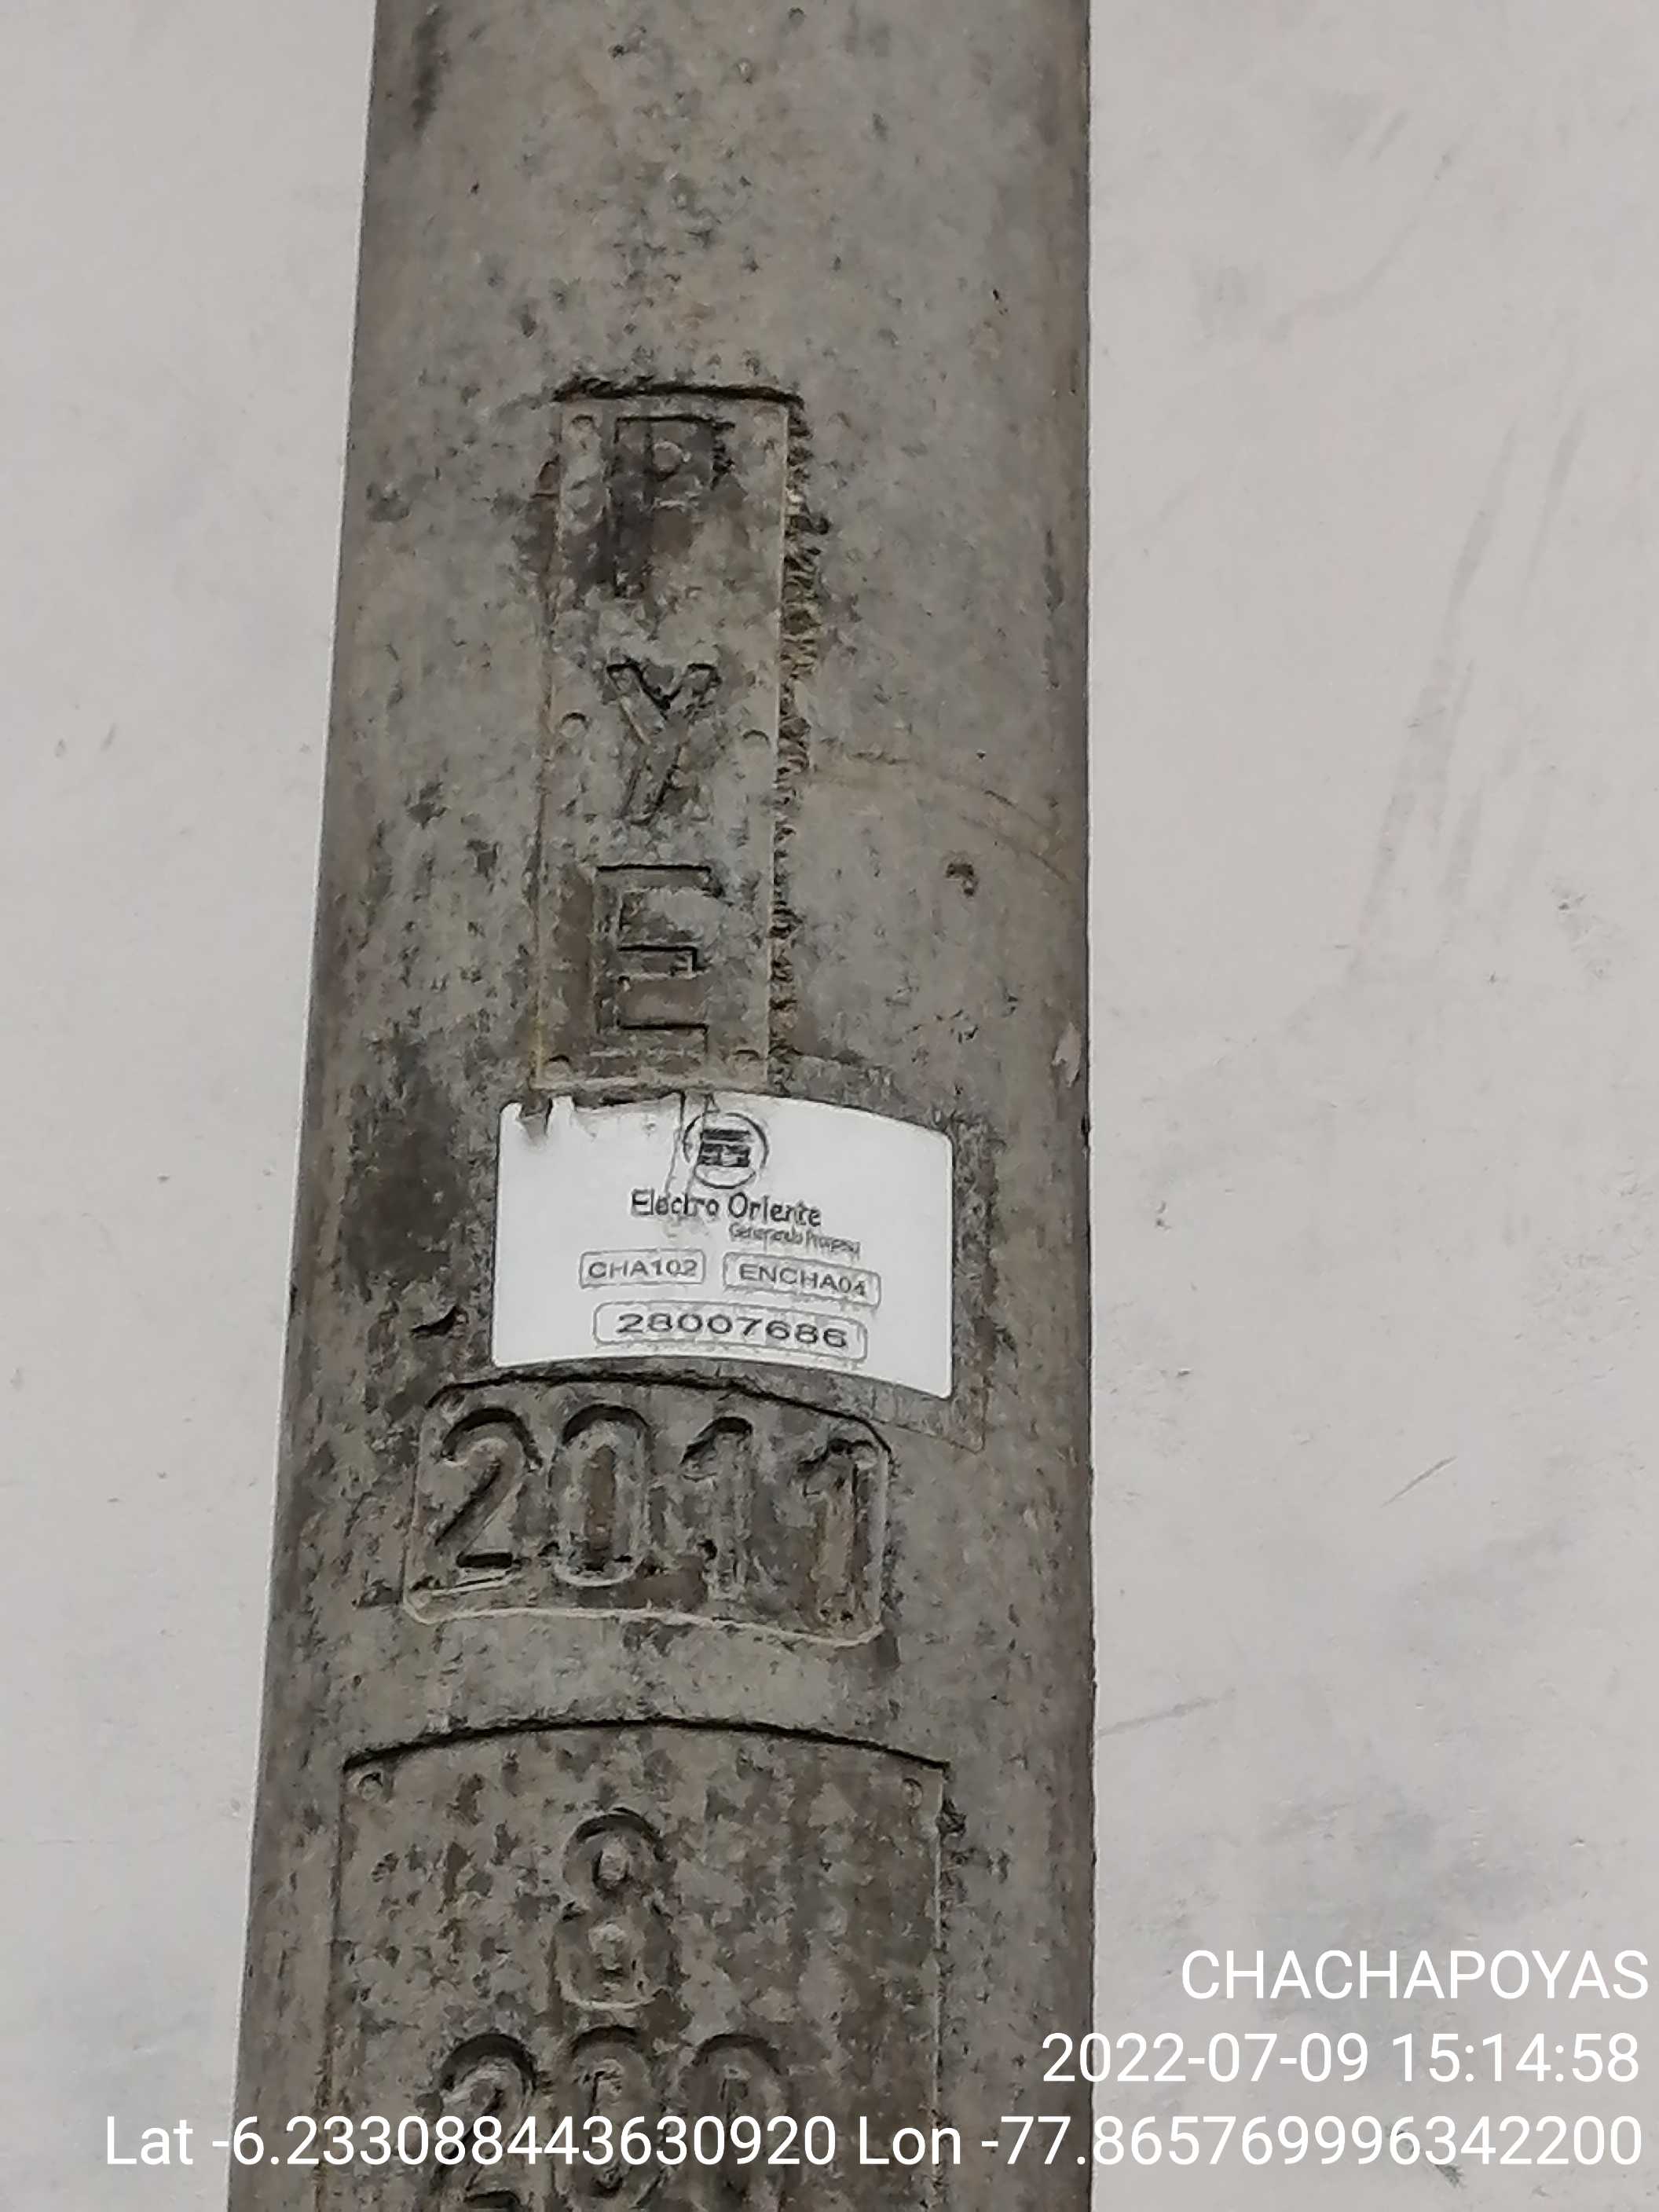 P
Y
E
Electro Oriente
CHA102 ENCHA04
28007686
2011
8
200
CHACHAPOYAS
2022-07-09 15:14:58
Lat -6.233088443630920 Lon -77.865769996342200